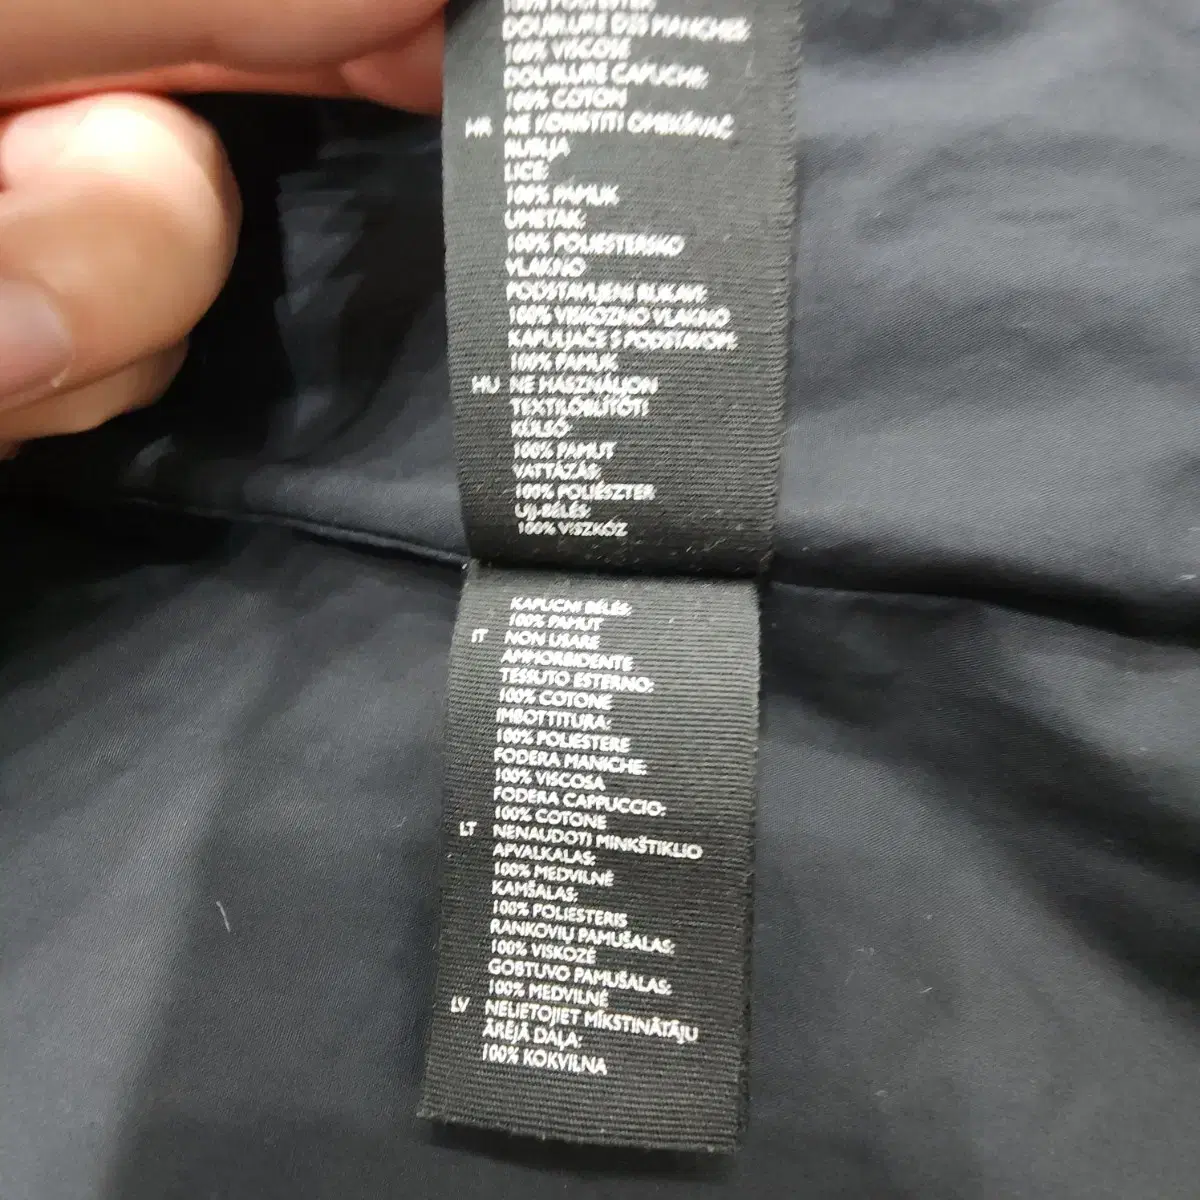 100% POLYESTER
DOUBLURE DES MANCHES:
100% VISCOSE
DOUBLURE CAPUCHE:
100% COTON
HR NE KORISTITI OMEKŠIVAČ
RUBLJA
LICE:
100% PAMUK
UMETAK:
100% POLIESTERSKO
VLAKNO
PODSTAVLJENI RUKAVI:
100% VISKOZNO VLAKNO
KAPULJAČE S PODSTAVOM:
100% PAMUK
HU NE HASZNÁLJON
TEXTILÖBLÍTŐT!
KÜLSŐ:
100% PAMUT
VATTÁZÁS:
100% POLIÉSZTER
UJJ-BÉLÉS:
100% VISZKÓZ
KAPUCNI BÉLÉS:
100% PAMUT
IT NON USARE
AMMORBIDENTE
TESSUTO ESTERNO:
100% COTONE
IMBOTTITURA:
100% POLIESTERE
FODERA MANICHE:
100% VISCOSA
FODERA CAPPUCCIO:
100% COTONE
LT NENAUDOTI MINKŠTIKLIO
APVALKALAS:
100% MEDVILNĖ
KAMŠALAS:
100% POLIESTERIS
RANKOVIŲ PAMUŠALAS:
100% VISKOZĖ
GOBTUVO PAMUŠALAS:
100% MEDVILNĖ
LV NELIETOJIET MĪKSTINĀTĀJU
ĀRĒJĀ DAĻA:
100% KOKVILNA